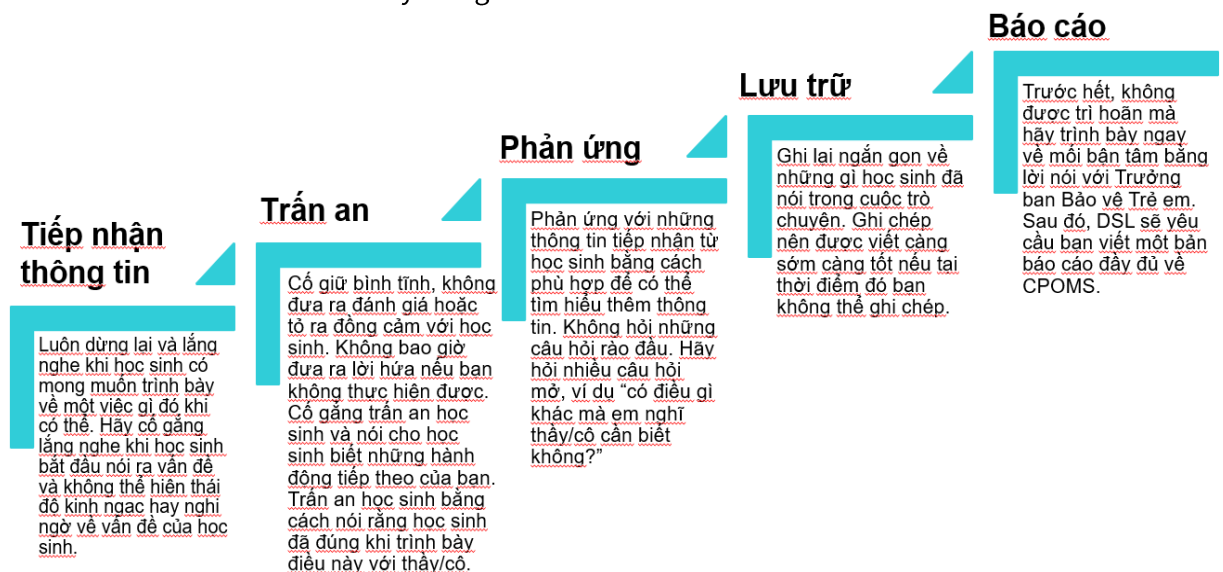 Tiếp nhận
thông tin
Luôn dừng lại và lắng
nghe khi học sinh có
mong muốn trình bày
về một việc gì đó khi
có thể. Hãy cố gắng
lắng nghe khi học sinh
bắt đầu nói ra vấn đề
và không thể hiện thái
độ kinh ngạc hay nghi
ngờ về vấn đề của học
sinh.
Trấn an
Cố giữ bình tĩnh, không
đưa ra đánh giá hoặc
tỏ ra đồng cảm với học
sinh. Không bao giờ
đưa ra lời hứa nếu bạn
không thực hiện được.
Cố gắng trấn an học
sinh và nói cho học
sinh biết những hành
động tiếp theo của bạn.
Trấn an học sinh bằng
cách nói rằng học sinh
đã đúng khi trình bày
điều này với thầy/cô.
Phản ứng
Phản ứng với những
thông tin tiếp nhận từ
học sinh bằng cách
phù hợp để có thể
tìm hiểu thêm thông
tin. Không hỏi những
câu hỏi rào đầu. Hãy
hỏi nhiều câu hỏi
mở, ví dụ “có điều gì
khác mà em nghĩ
thầy/cô cần biết
không?”
Lưu trữ
Ghi lại ngắn gọn về
những gì học sinh đã
nói trong cuộc trò
chuyện. Ghi chép
nên được viết càng
sớm càng tốt nếu tại
thời điểm đó bạn
không thể ghi chép.
Báo cáo
Trước hết, không
được trì hoãn mà
hãy trình bày ngay
về mối bận tâm bằng
lời nói với Trưởng
ban Bảo vệ Trẻ em.
Sau đó, DSL sẽ yêu
cầu bạn viết một bản
báo cáo đầy đủ về
CPOMS.